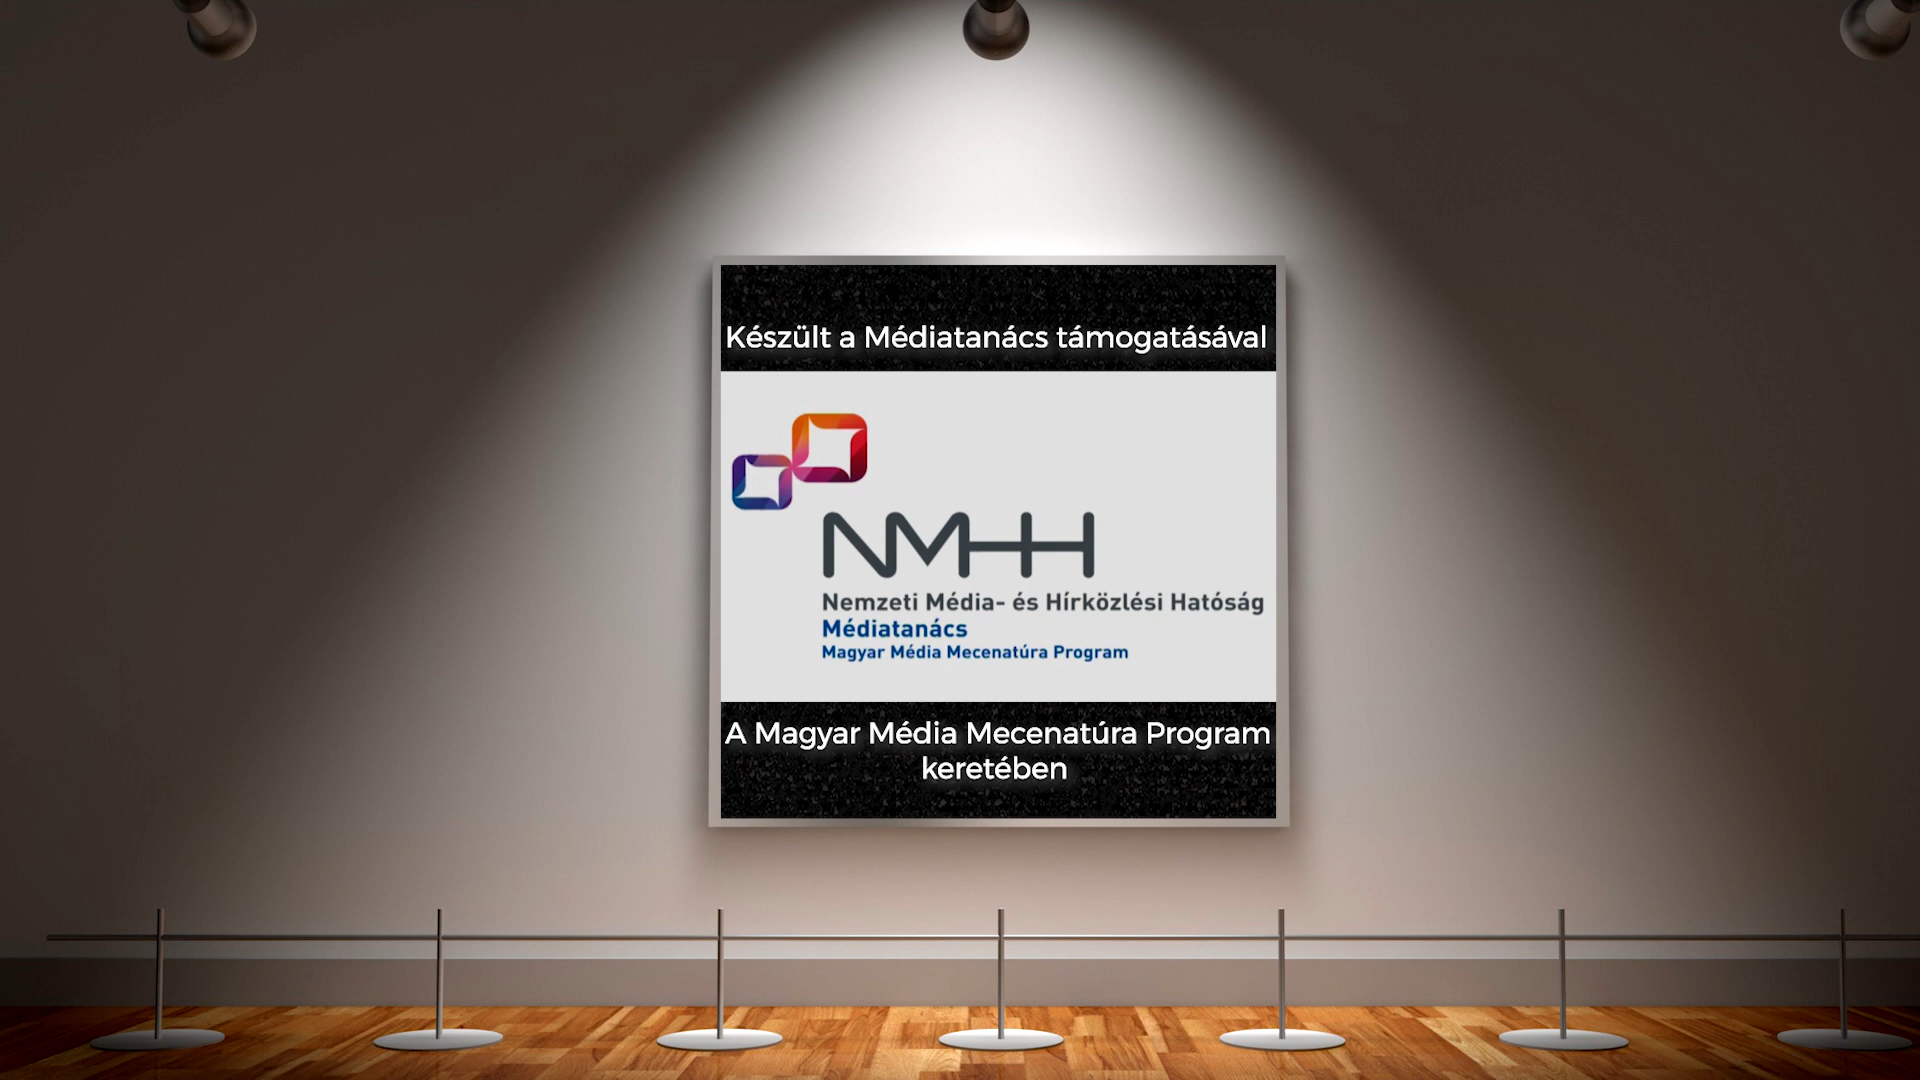 Készült a Médiatanács támogatásával
NMHH
Nemzeti Média- és Hírközlési Hatóság
Médiatanács
Magyar Média Mecenatúra Program
A Magyar Média Mecenatúra Program
keretében